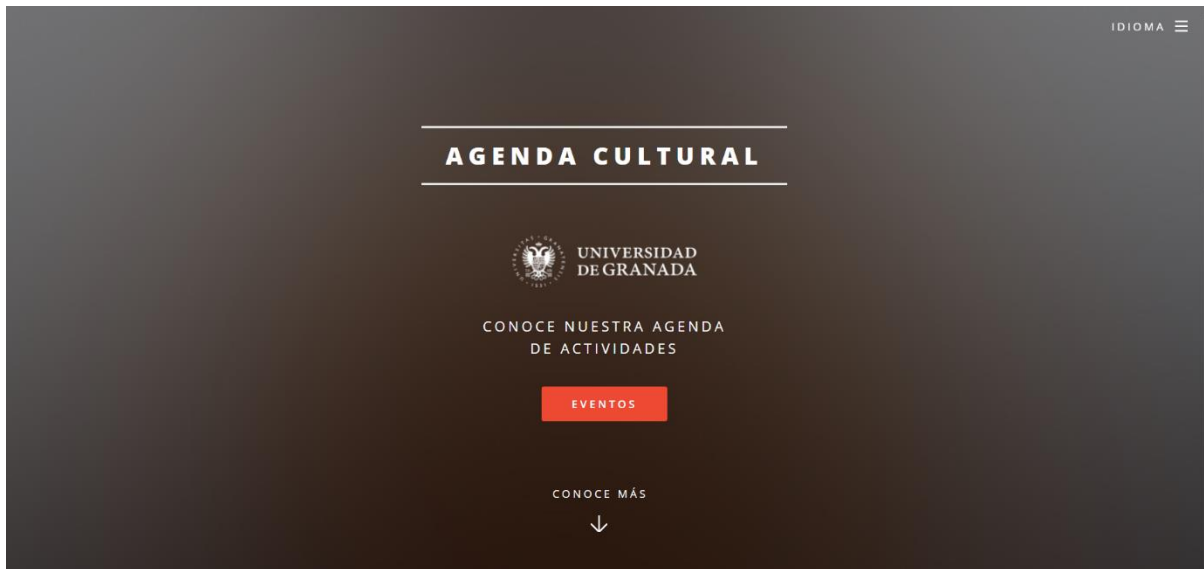 IDIOMA
AGENDA CULTURAL
UNIVERSIDAD
DE GRANADA
CONOCE NUESTRA AGENDA
DE ACTIVIDADES
EVENTOS
CONOCE MÁS